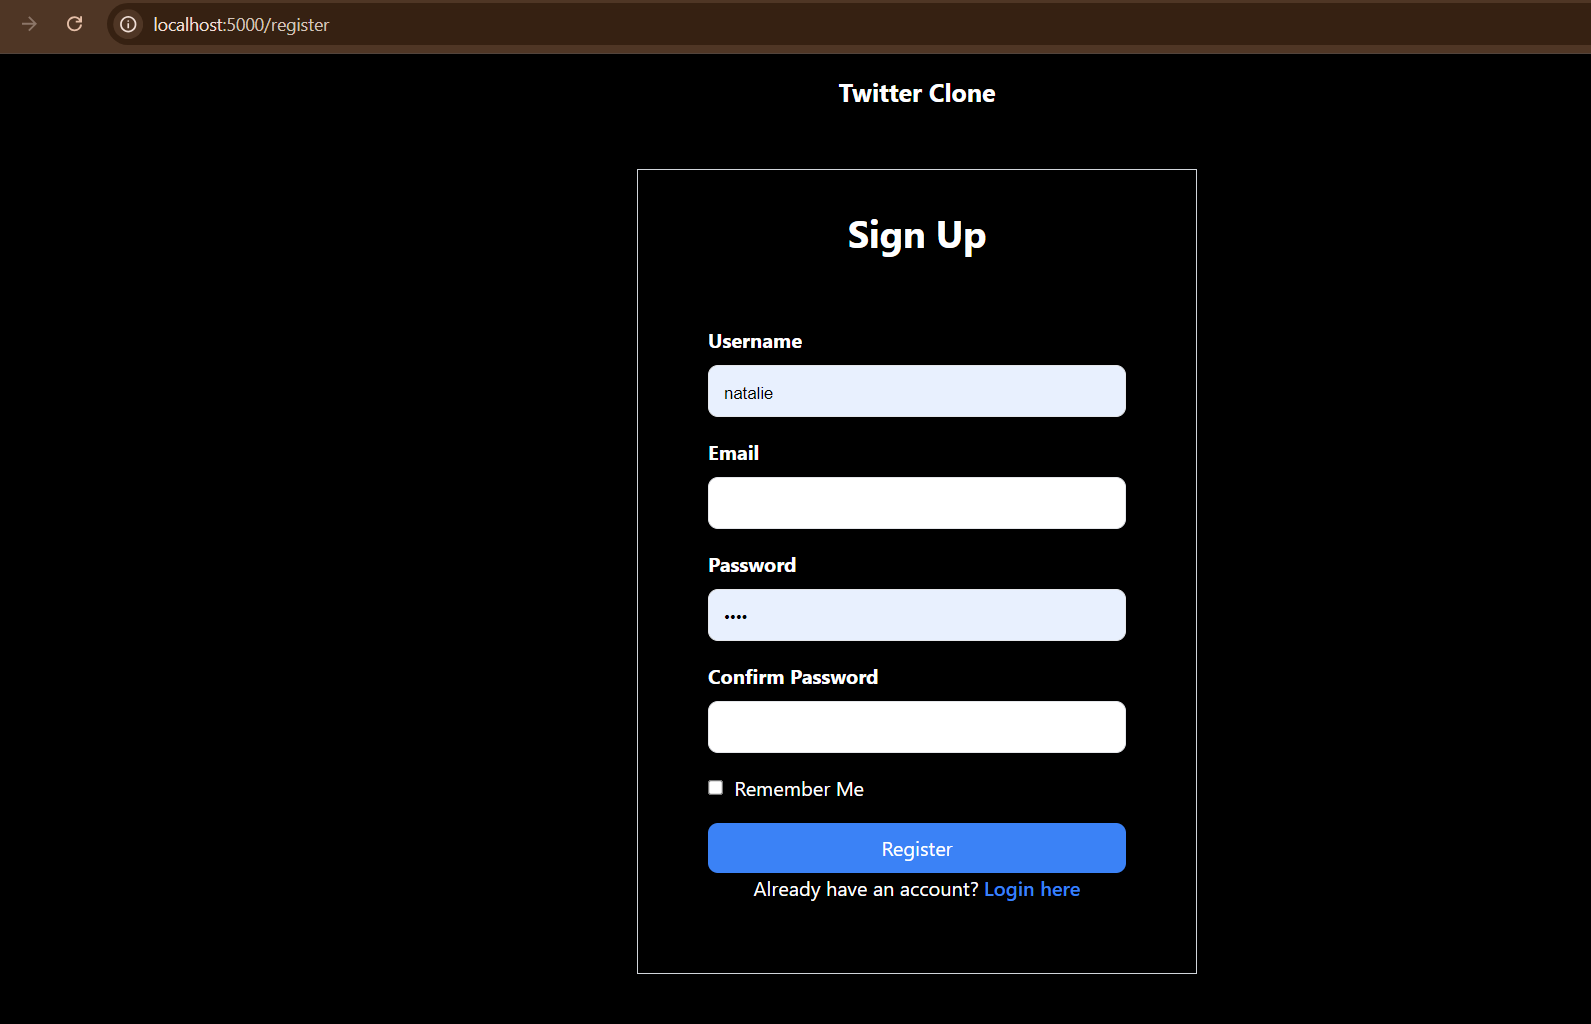 localhost:5000/register
Twitter Clone
Sign Up
Username
natalie
Email
Password
••••
Confirm Password
Remember Me
Register
Already have an account? Login here